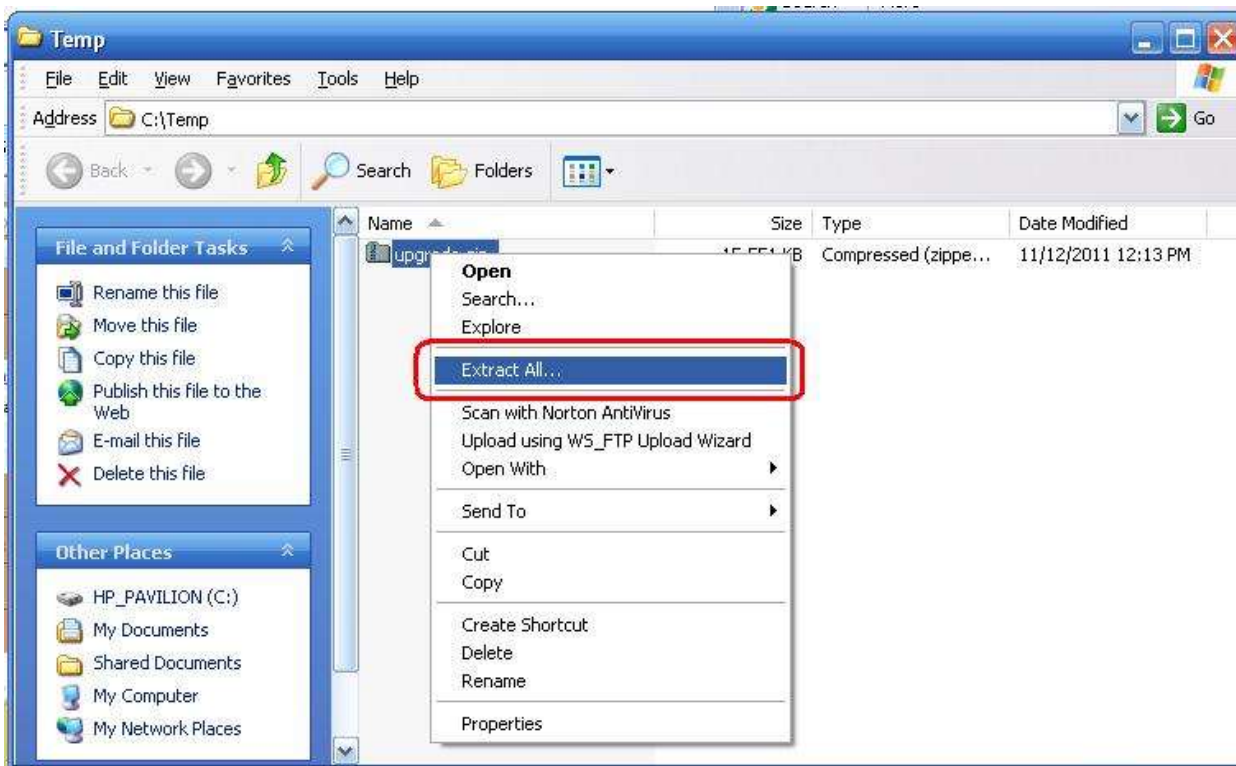 Temp
File Edit View Favorites Tools Help
Address C:\Temp Go
Back Search Folders
Name Size Type Date Modified
KB Compressed (zippe... 11/12/2011 12:13 PM
File and Folder Tasks
Rename this file
Move this file
Copy this file
Publish this file to the
Web
E-mail this file
Delete this file
Other Places
HP_PAVILION (C:)
My Documents
Shared Documents
My Computer
My Network Places
Open
Search...
Explore
Extract All...
Scan with Norton AntiVirus
Upload using WS_FTP Upload Wizard
Open With
Send To
Cut
Copy
Create Shortcut
Delete
Rename
Properties